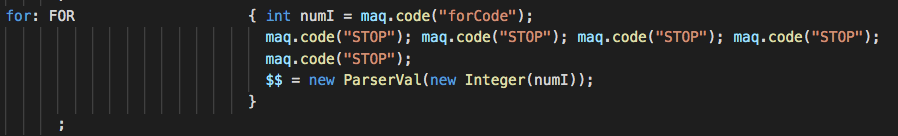 for: FOR { int numI = maq.code("forCode");
maq.code("STOP"); maq.code("STOP"); maq.code("STOP"); maq.code("STOP");
maq.code("STOP");
$$ = new ParserVal(new Integer(numI));
}
;